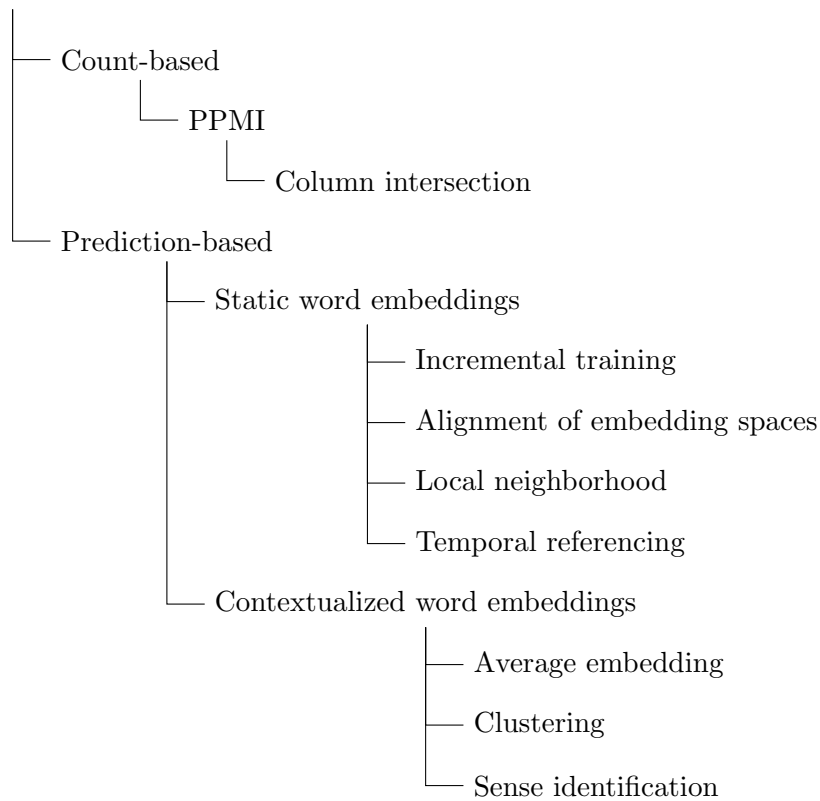 Count-based
PPMI
Column intersection
Prediction-based
Static word embeddings
Incremental training
Alignment of embedding spaces
Local neighborhood
Temporal referencing
Contextualized word embeddings
Average embedding
Clustering
Sense identification